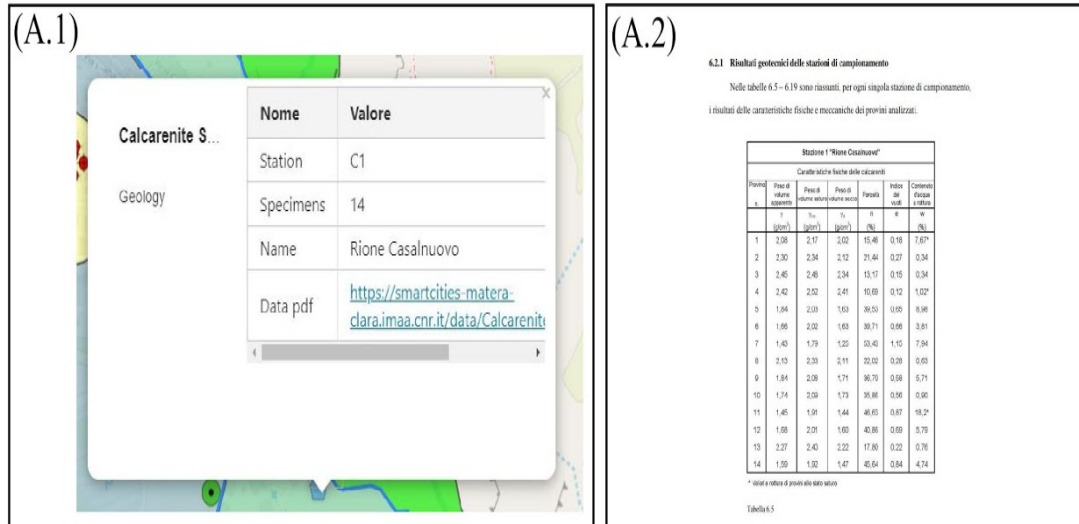 (A.1)
Calcarenite S...
Geology
Nome Valore
Station C1
Specimens 14
Name Rione Casalnuovo
Data pdf https://smartcities-matera-
clara.imaa.cnr.it/data/Calcarenite
(A.2)
6.2.1 Risultati geotecnici delle stazioni di campionamento
Nelle tabelle 6.5 – 6.19 sono riassunti, per ogni singola stazione di campionamento,
i risultati delle caratteristiche fisiche e meccaniche dei provini analizzati.
Stazione 1 "Rione Casalnuovo"
Caratteristiche fisiche delle calcareniti
Provino Peso di Peso di Peso di Porosità Indice Contenuto
volume volume saturo volume secco dei d'acqua
n. apparente vuoti a rottura
n e w
(g/cm³) (g/cm³) (g/cm³) (%) (%)
1 2,08 2,17 2,02 15,46 0,18 7,67*
2 2,30 2,34 2,12 21,44 0,27 0,34
3 2,45 2,48 2,34 13,17 0,15 0,34
4 2,42 2,52 2,41 10,69 0,12 1,02*
5 1,84 2,03 1,63 39,53 0,65 8,98
6 1,66 2,02 1,63 39,71 0,66 3,81
7 1,43 1,79 1,25 53,43 1,15 7,94
8 2,13 2,33 2,11 22,02 0,28 0,63
9 1,84 2,08 1,71 36,70 0,58 5,71
10 1,74 2,09 1,73 35,86 0,56 0,90
11 1,45 1,91 1,44 46,63 0,87 18,2*
12 1,68 2,01 1,60 40,86 0,69 5,79
13 2,27 2,40 2,22 17,80 0,22 0,76
14 1,59 1,92 1,47 45,64 0,84 4,74
* Valori a rottura di provini allo stato saturo
Tabella 6.5